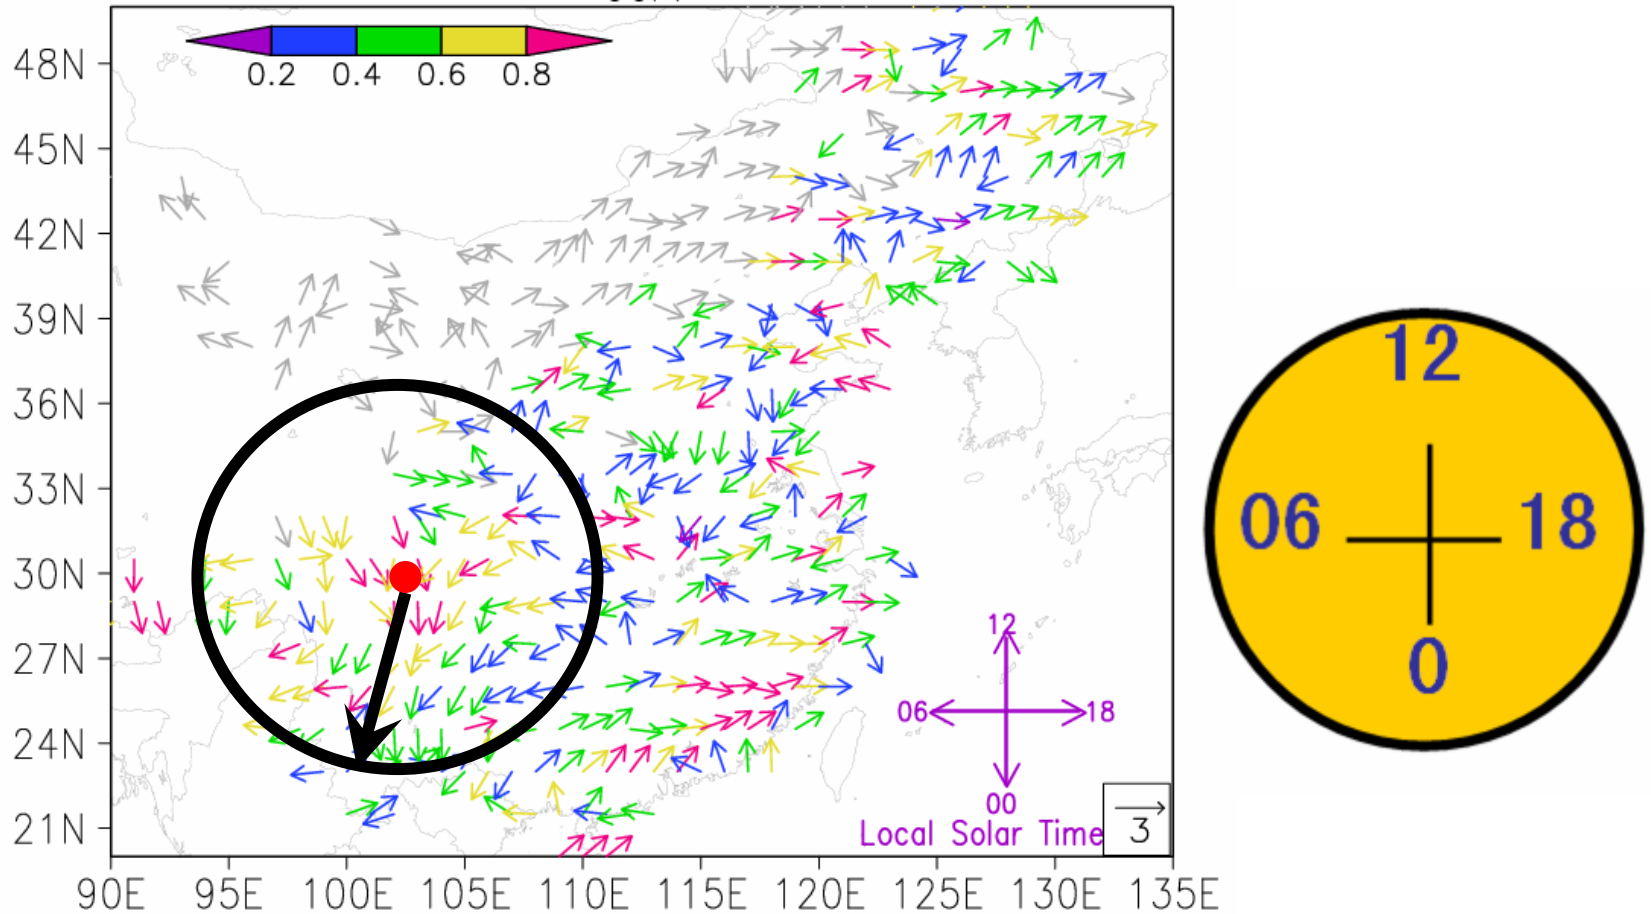 0.2 0.4 0.6 0.8
48N
45N
42N
39N
36N
33N
30N
27N
24N
21N
90E 95E 100E 105E 110E 115E 120E 125E 130E 135E
12
06 18
00
Local Solar Time
3
12
06 18
0